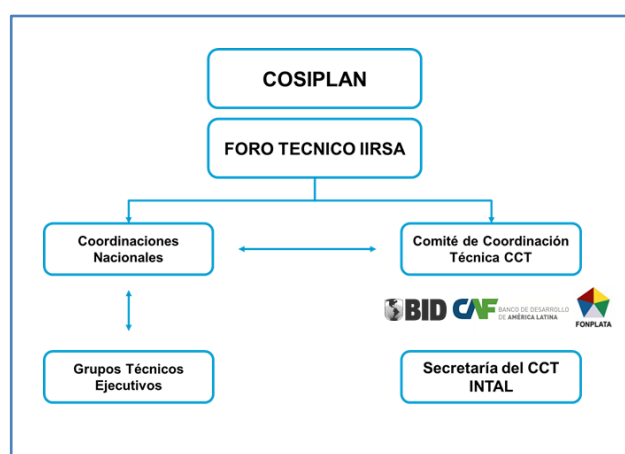 COSIPLAN
FORO TECNICO IIRSA
Coordinaciones
Nacionales
Comité de Coordinación
Técnica CCT
BID
CAF
BANCO DE DESARROLLO
DE AMÉRICA LATINA
FONPLATA
Grupos Técnicos
Ejecutivos
Secretaría del CCT
INTAL